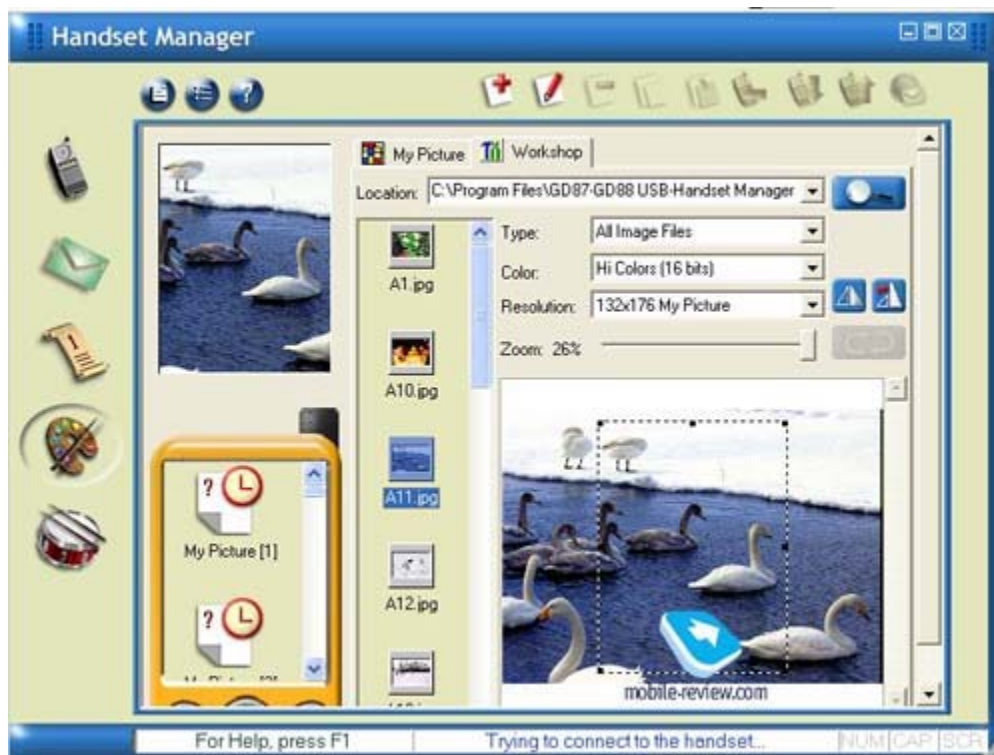 Handset Manager
My Picture
Workshop
Location: C:\Program Files\GD87-GD88 USB-Handset Manager
Type: All Image Files
Color: Hi Colors (16 bits)
Resolution: 132x176 My Picture
Zoom: 26%
A1.jpg
A10.jpg
A11.jpg
A12.jpg
My Picture [1]
mobile-review.com
For Help, press F1
Trying to connect to the handset...
NUM CAP SCR